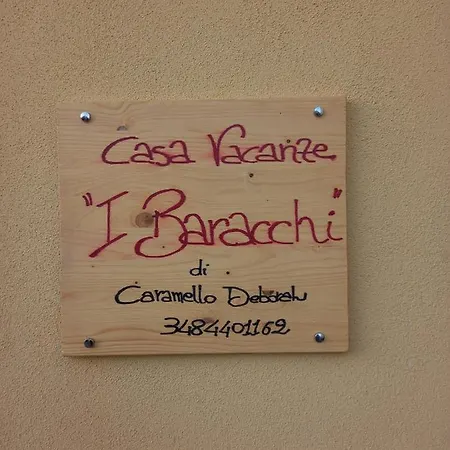 Casa Vacanze
"I Baracchi"
di
Caramello Deborah
3484401162